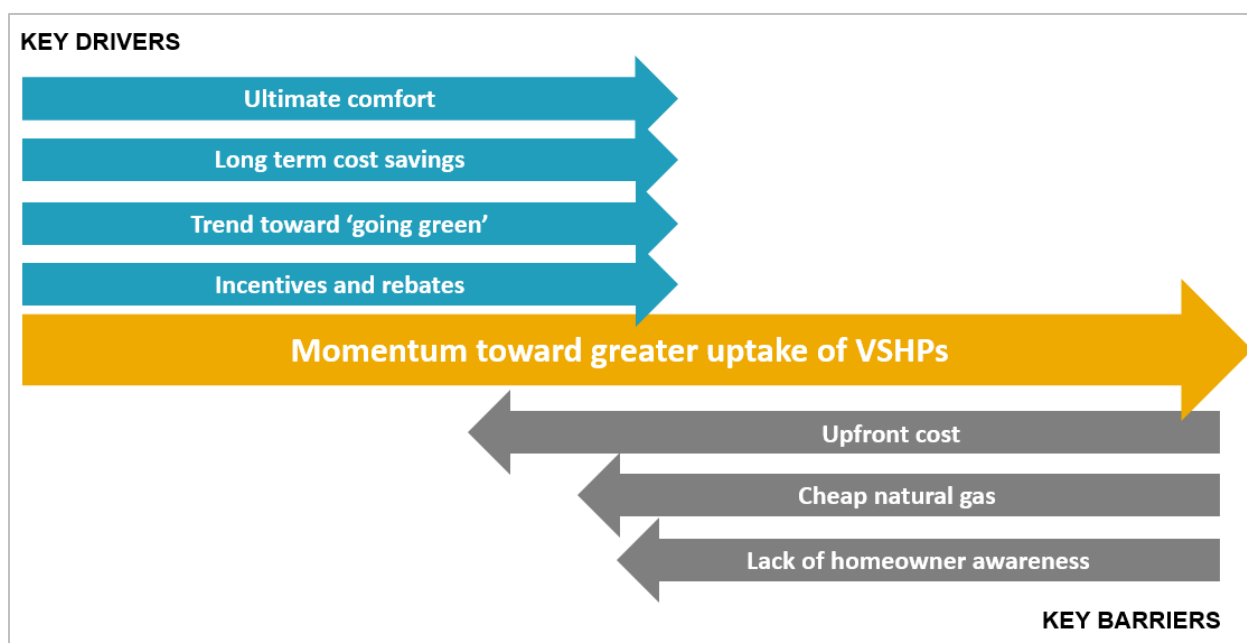 KEY DRIVERS
Ultimate comfort
Long term cost savings
Trend toward ‘going green’
Incentives and rebates
Momentum toward greater uptake of VSHPs
Upfront cost
Cheap natural gas
Lack of homeowner awareness
KEY BARRIERS